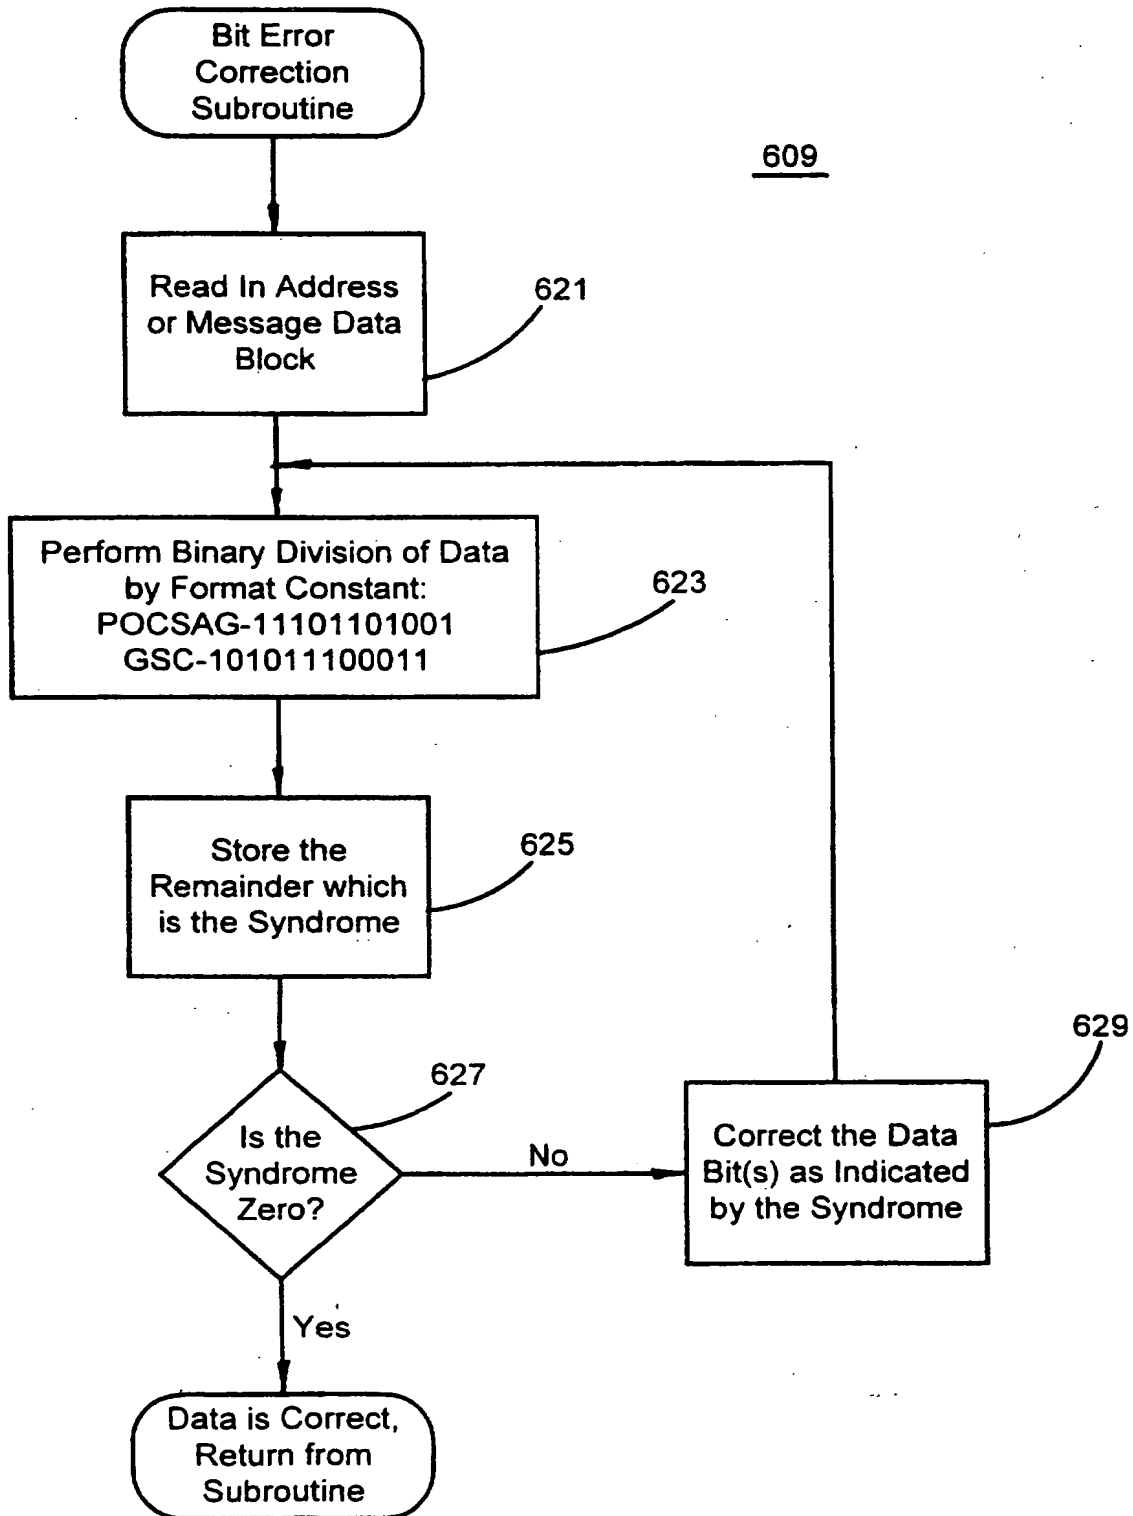 Bit Error
Correction
Subroutine
609
Read In Address
or Message Data
Block
621
Perform Binary Division of Data
by Format Constant:
POCSAG-11101101001
GSC-101011100011
623
Store the
Remainder which
is the Syndrome
625
Is the
Syndrome
Zero?
627
No
Correct the Data
Bit(s) as Indicated
by the Syndrome
629
Yes
Data is Correct,
Return from
Subroutine